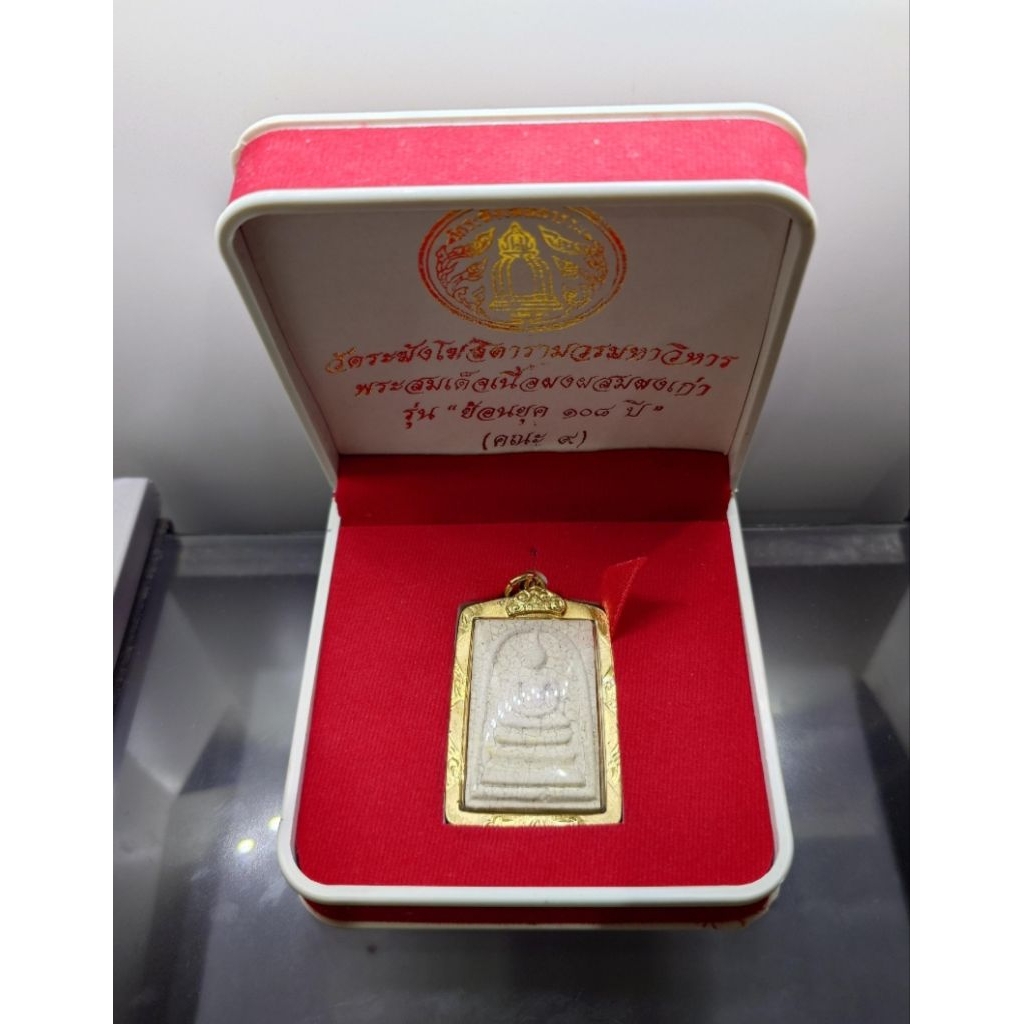 วัดระฆังโฆสิตารามวรมหาวิหาร
พระสมเด็จเนื้อผงผสมผงเก่า
รุ่น "ย้อนยุค ๑๐๘ ปี"
(คณะ ๙)